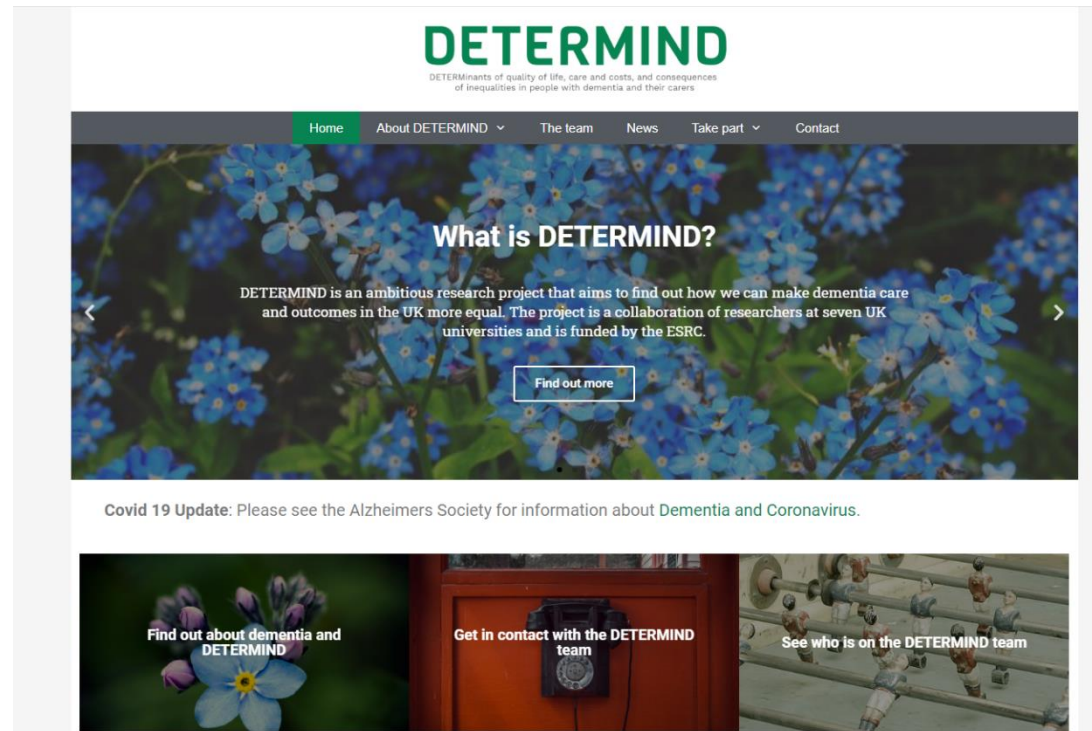 DETERMIND
DETERMinants of quality of life, care and costs, and consequences
of inequalities in people with dementia and their carers
Home About DETERMIND The team News Take part Contact
What is DETERMIND?
DETERMIND is an ambitious research project that aims to find out how we can make dementia care
and outcomes in the UK more equal. The project is a collaboration of researchers at seven UK
universities and is funded by the ESRC.
Find out more
Covid 19 Update: Please see the Alzheimers Society for information about Dementia and Coronavirus.
Find out about dementia and
DETERMIND
Get in contact with the DETERMIND
team
See who is on the DETERMIND team